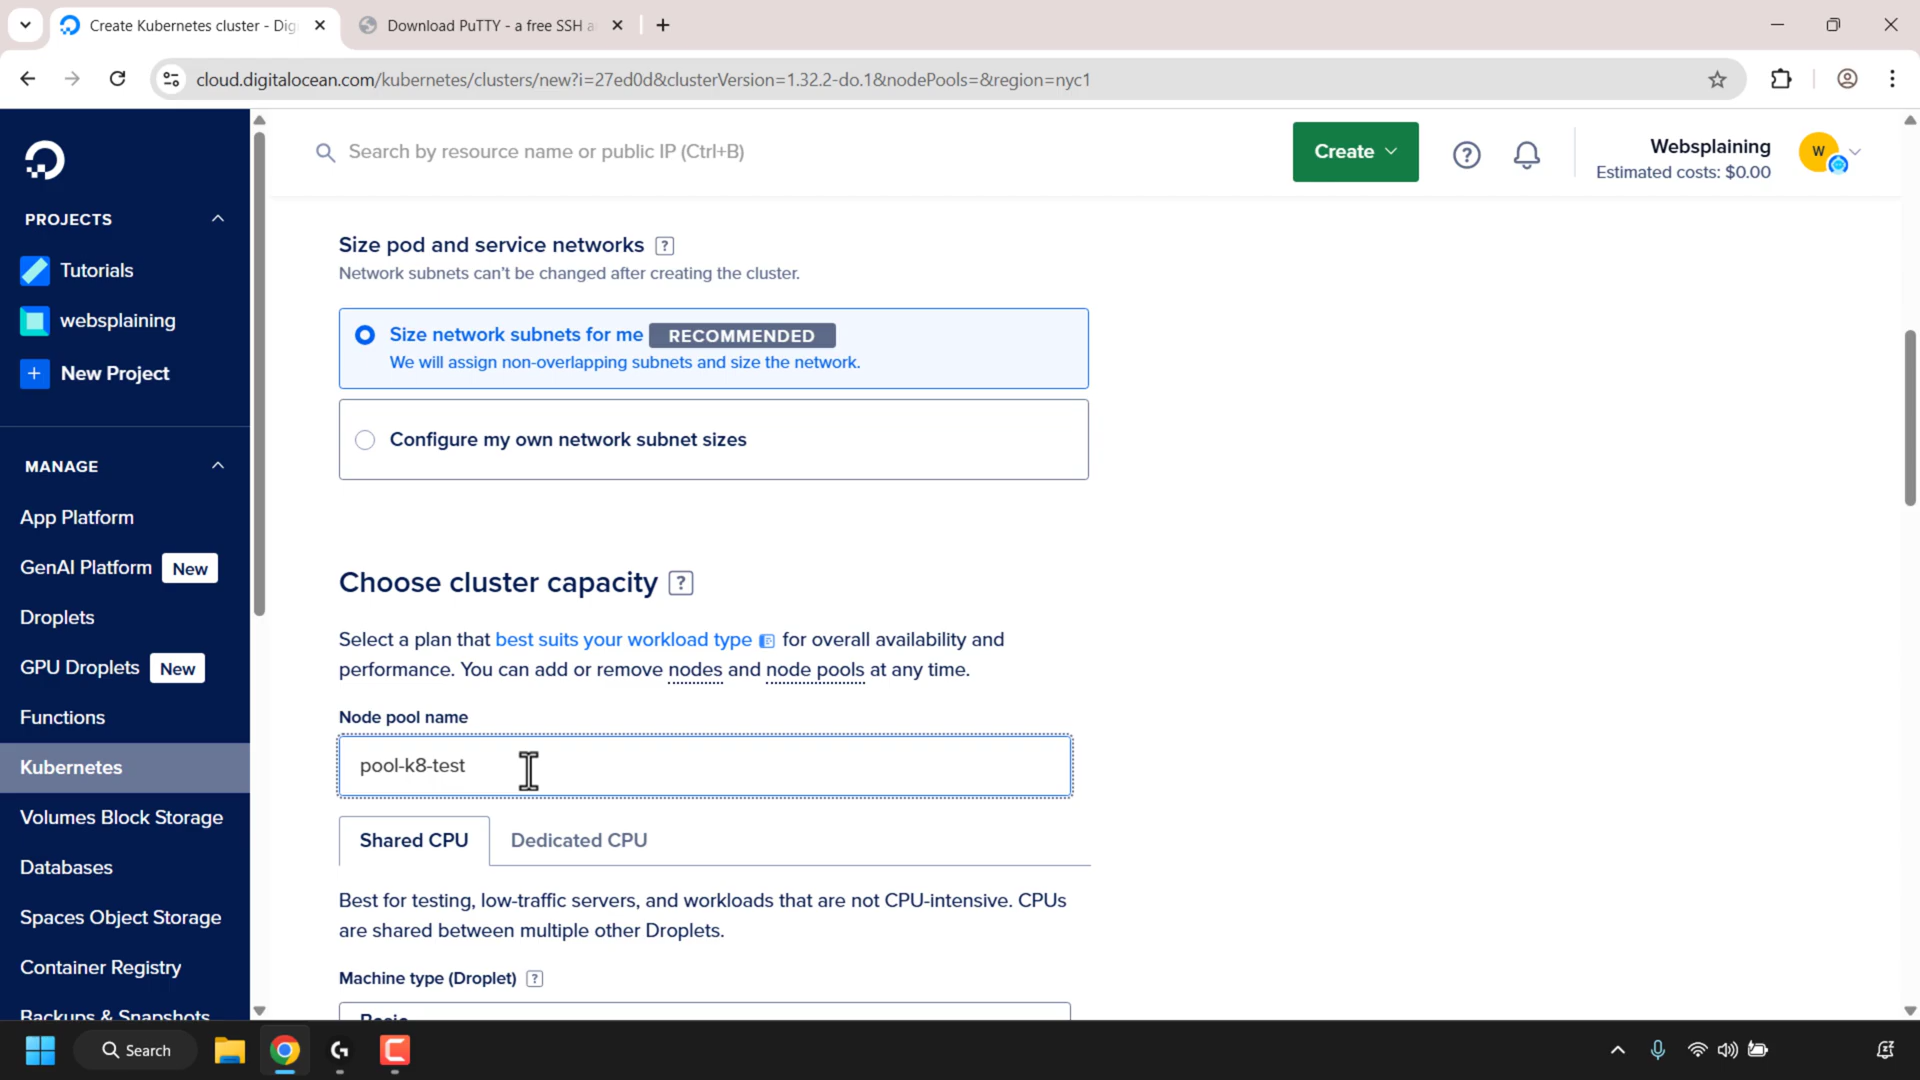 Create Kubernetes cluster - Dig
Download PuTTY - a free SSH a
cloud.digitalocean.com/kubernetes/clusters/new?i=27ed0d&clusterVersion=1.32.2-do.1&nodePools=&region=nyc1
Search by resource name or public IP (Ctrl+B)
Create
?
Websplaining
Estimated costs: $0.00
W
PROJECTS
Tutorials
websplaining
+ New Project
MANAGE
App Platform
GenAI Platform New
Droplets
GPU Droplets New
Functions
Kubernetes
Volumes Block Storage
Databases
Spaces Object Storage
Container Registry
Backups & Snapshots
Size pod and service networks ?
Network subnets can't be changed after creating the cluster.
Size network subnets for me RECOMMENDED
We will assign non-overlapping subnets and size the network.
Configure my own network subnet sizes
Choose cluster capacity ?
Select a plan that best suits your workload type for overall availability and
performance. You can add or remove nodes and node pools at any time.
Node pool name
pool-k8-test
Shared CPU
Dedicated CPU
Best for testing, low-traffic servers, and workloads that are not CPU-intensive. CPUs
are shared between multiple other Droplets.
Machine type (Droplet) ?
Basic
Search